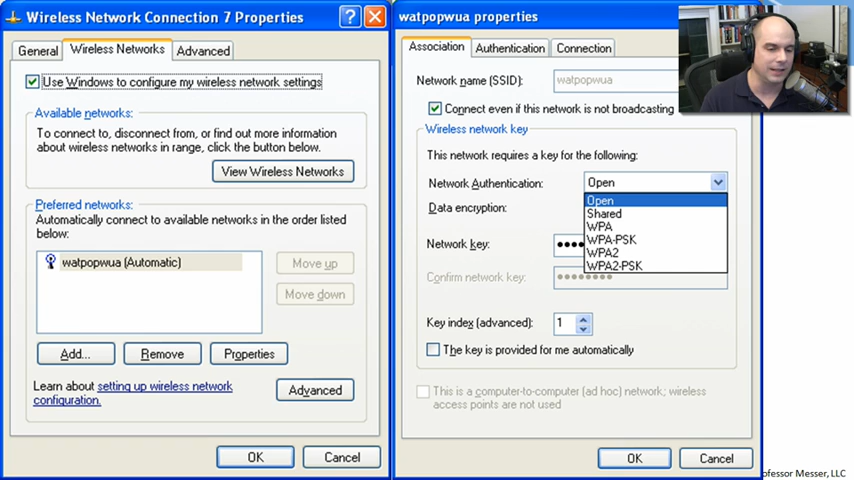 Wireless Network Connection 7 Properties
General
Wireless Networks
Advanced
Use Windows to configure my wireless network settings
Available networks:
To connect to, disconnect from, or find out more information
about wireless networks in range, click the button below.
View Wireless Networks
Preferred networks:
Automatically connect to available networks in the order listed
below:
watpopwua (Automatic)
Move up
Move down
Add...
Remove
Properties
Learn about setting up wireless network
configuration.
Advanced
OK
Cancel
watpopwua properties
Association
Authentication
Connection
Network name (SSID):
watpopwua
Connect even if this network is not broadcasting
Wireless network key
This network requires a key for the following:
Network Authentication:
Open
Open
Shared
WPA
WPA-PSK
WPA2
WPA2-PSK
Data encryption:
Network key:
Confirm network key:
Key index (advanced):
1
The key is provided for me automatically
This is a computer-to-computer (ad hoc) network; wireless
access points are not used
OK
Cancel
ofessor Messer, LLC